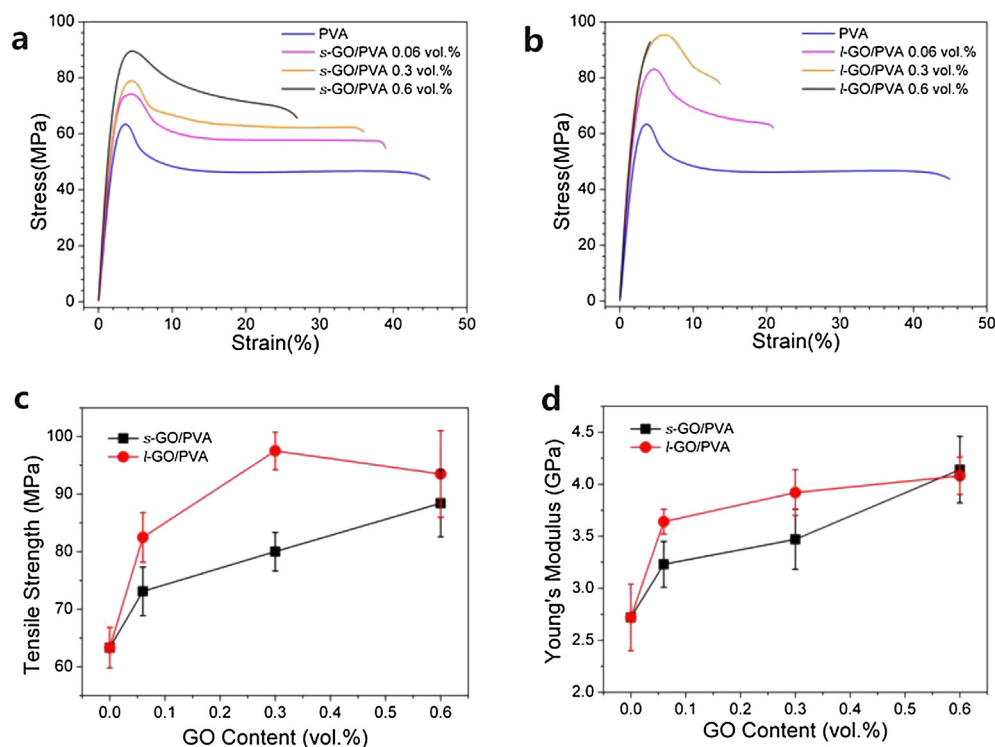 a
PVA
s-GO/PVA 0.06 vol.%
s-GO/PVA 0.3 vol.%
s-GO/PVA 0.6 vol.%
100
80
60
40
20
0
Stress(MPa)
0 10 20 30 40 50
Strain(%)
b
PVA
l-GO/PVA 0.06 vol.%
l-GO/PVA 0.3 vol.%
l-GO/PVA 0.6 vol.%
100
80
60
40
20
0
Stress(MPa)
0 10 20 30 40 50
Strain(%)
c
s-GO/PVA
l-GO/PVA
100
90
80
70
60
Tensile Strength (MPa)
0.0 0.1 0.2 0.3 0.4 0.5 0.6
GO Content (vol.%)
d
s-GO/PVA
l-GO/PVA
4.5
4.0
3.5
3.0
2.5
2.0
Young's Modulus (GPa)
0.0 0.1 0.2 0.3 0.4 0.5 0.6
GO Content (vol.%)